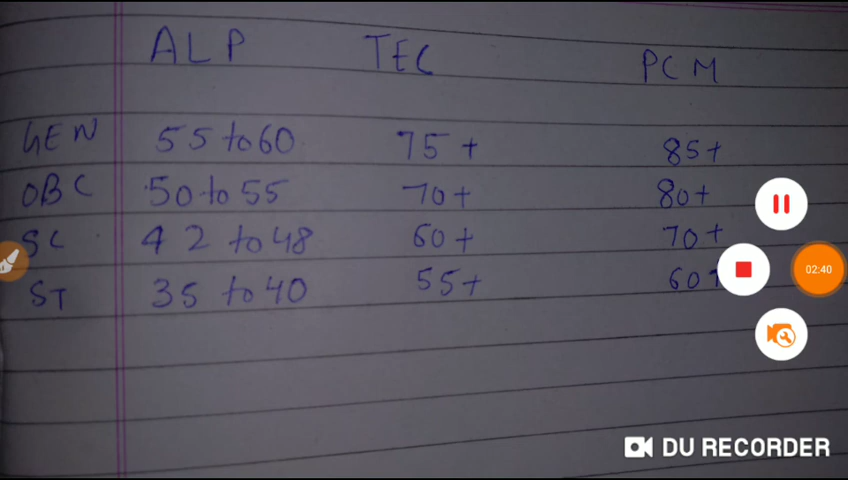 ALP TEC PCM
GEN 55 to 60 75+ 85+
OBC 50 to 55 70+ 80+
SC 42 to 48 60+ 70+
ST 35 to 40 55+ 60+
02:40
DU RECORDER